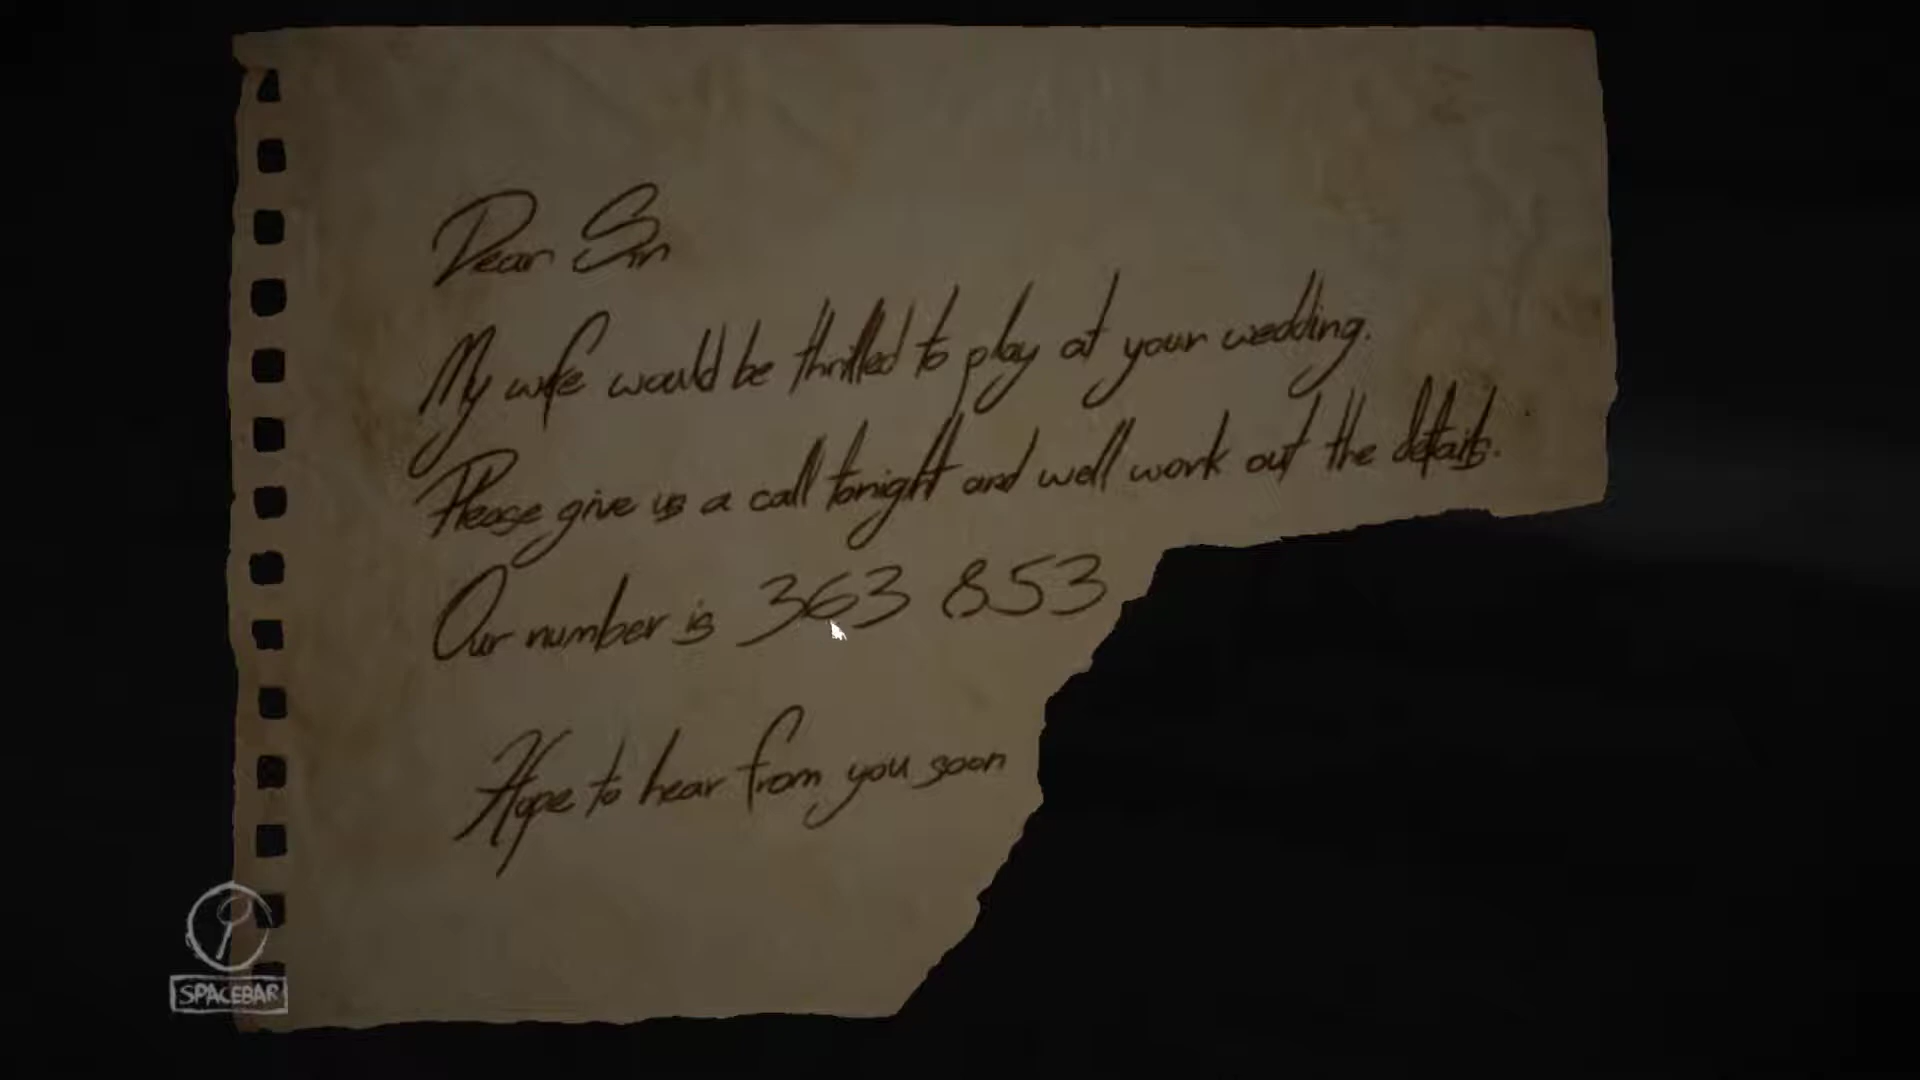 Dear Sir
My wife would be thrilled to play at your wedding.
Please give us a call tonight and well work out the details.
Our number is 363 853
Hope to hear from you soon
SPACEBAR